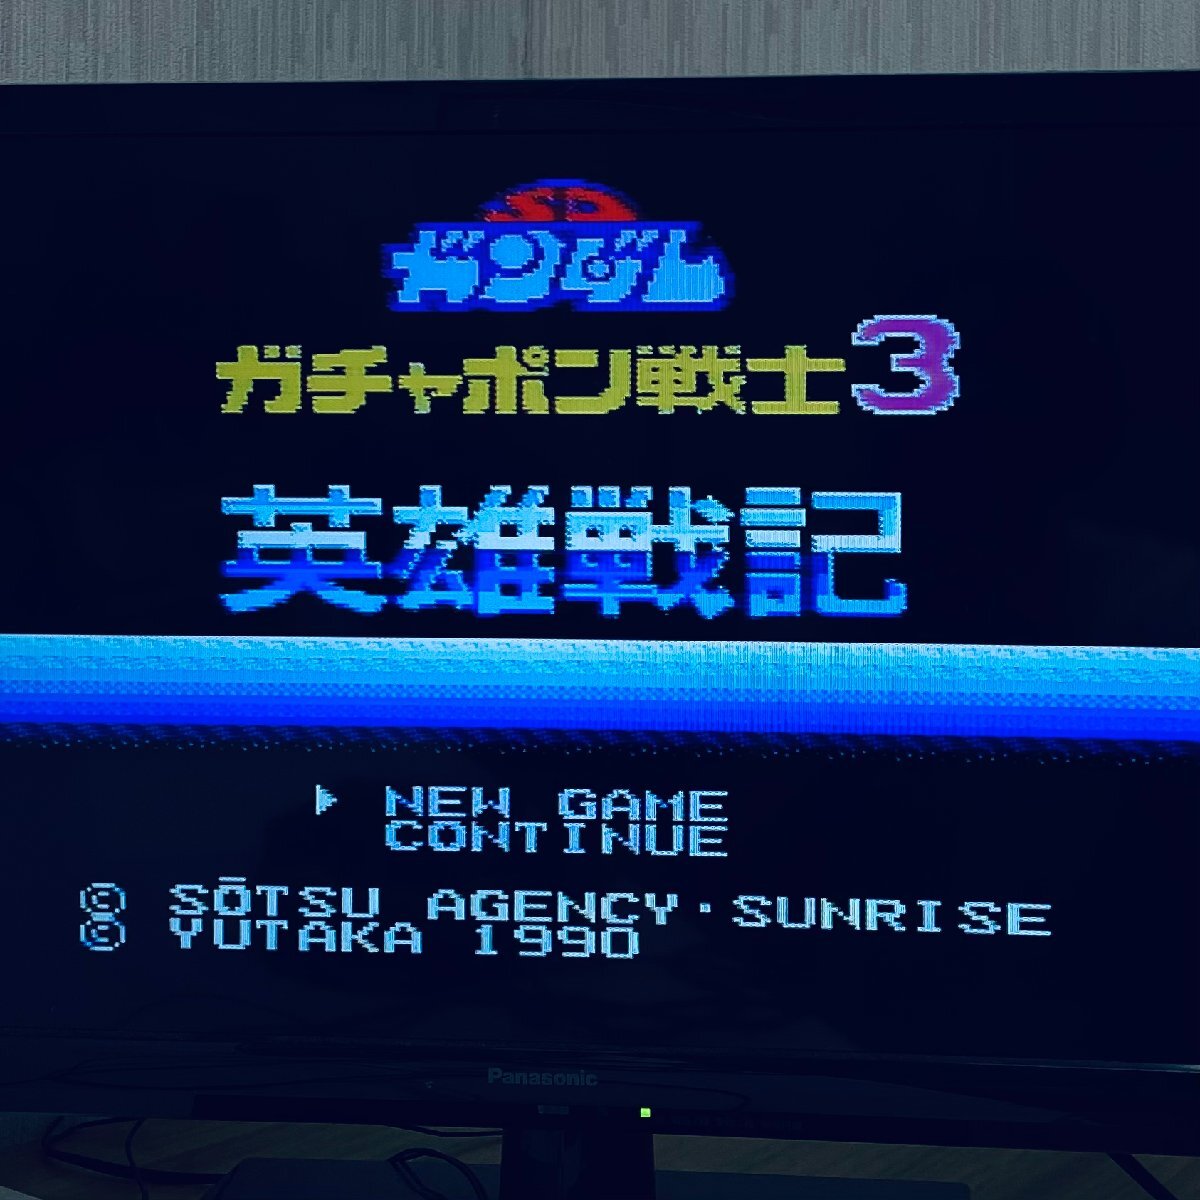 SD
ガンダム
ガチャポン戦士3
英雄戦記
NEW GAME
CONTINUE
© SŌTSU AGENCY·SUNRISE
© YUTAKA 1990
Panasonic